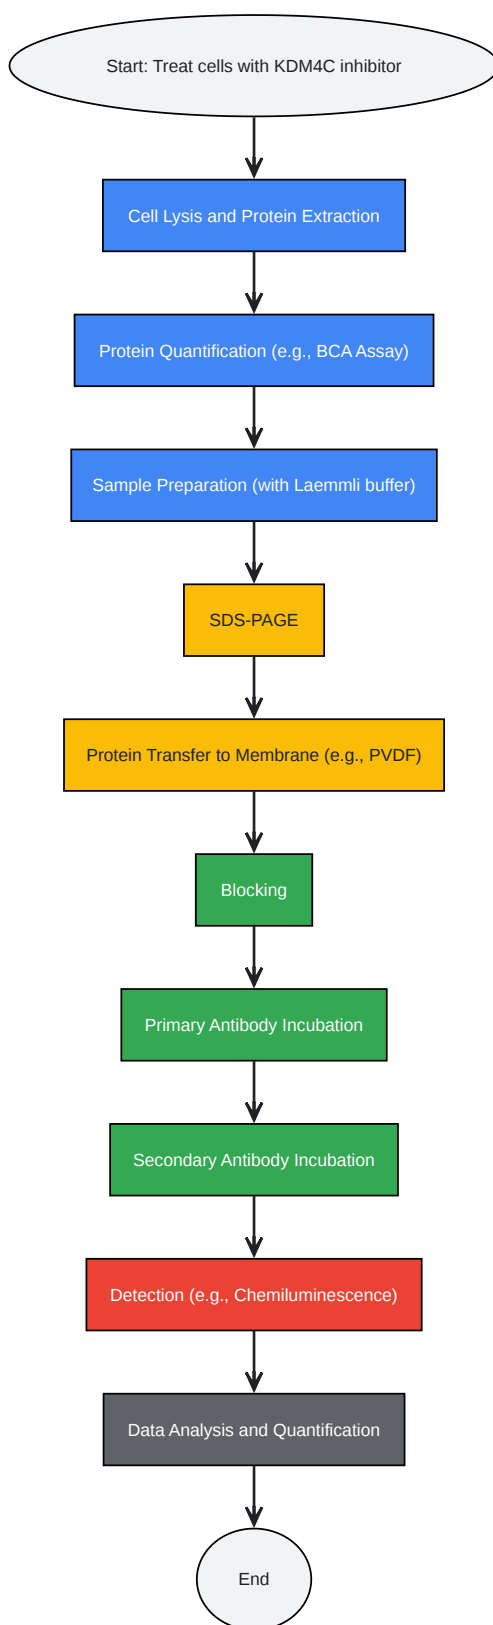 Start: Treat cells with KDM4C inhibitor
Cell Lysis and Protein Extraction
Protein Quantification (e.g., BCA Assay)
Sample Preparation (with Laemmli buffer)
SDS-PAGE
Protein Transfer to Membrane (e.g., PVDF)
Blocking
Primary Antibody Incubation
Secondary Antibody Incubation
Detection (e.g., Chemiluminescence)
Data Analysis and Quantification
End